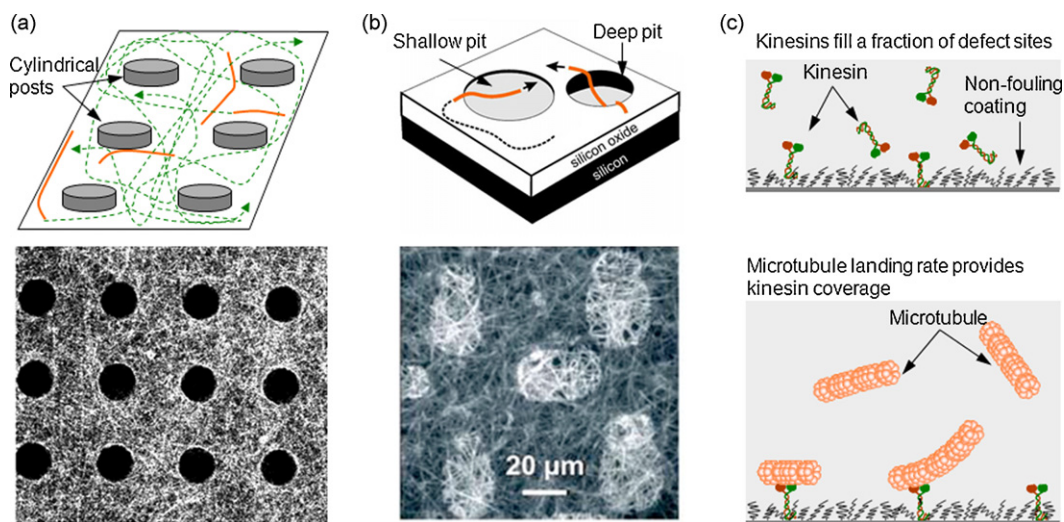 (a)
Cylindrical
posts
(b)
Shallow pit
Deep pit
silicon oxide
silicon
20 µm
(c)
Kinesins fill a fraction of defect sites
Kinesin
Non-fouling
coating
Microtubule landing rate provides
kinesin coverage
Microtubule